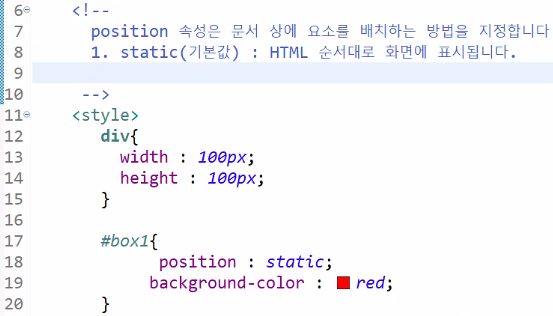 6 <!--
7 position 속성은 문서 상에 요소를 배치하는 방법을 지정합니다
8 1. static(기본값) : HTML 순서대로 화면에 표시됩니다.
9
10 -->
11 <style>
12 div{
13 width : 100px;
14 height : 100px;
15 }
16
17 #box1{
18 position : static;
19 background-color : red;
20 }